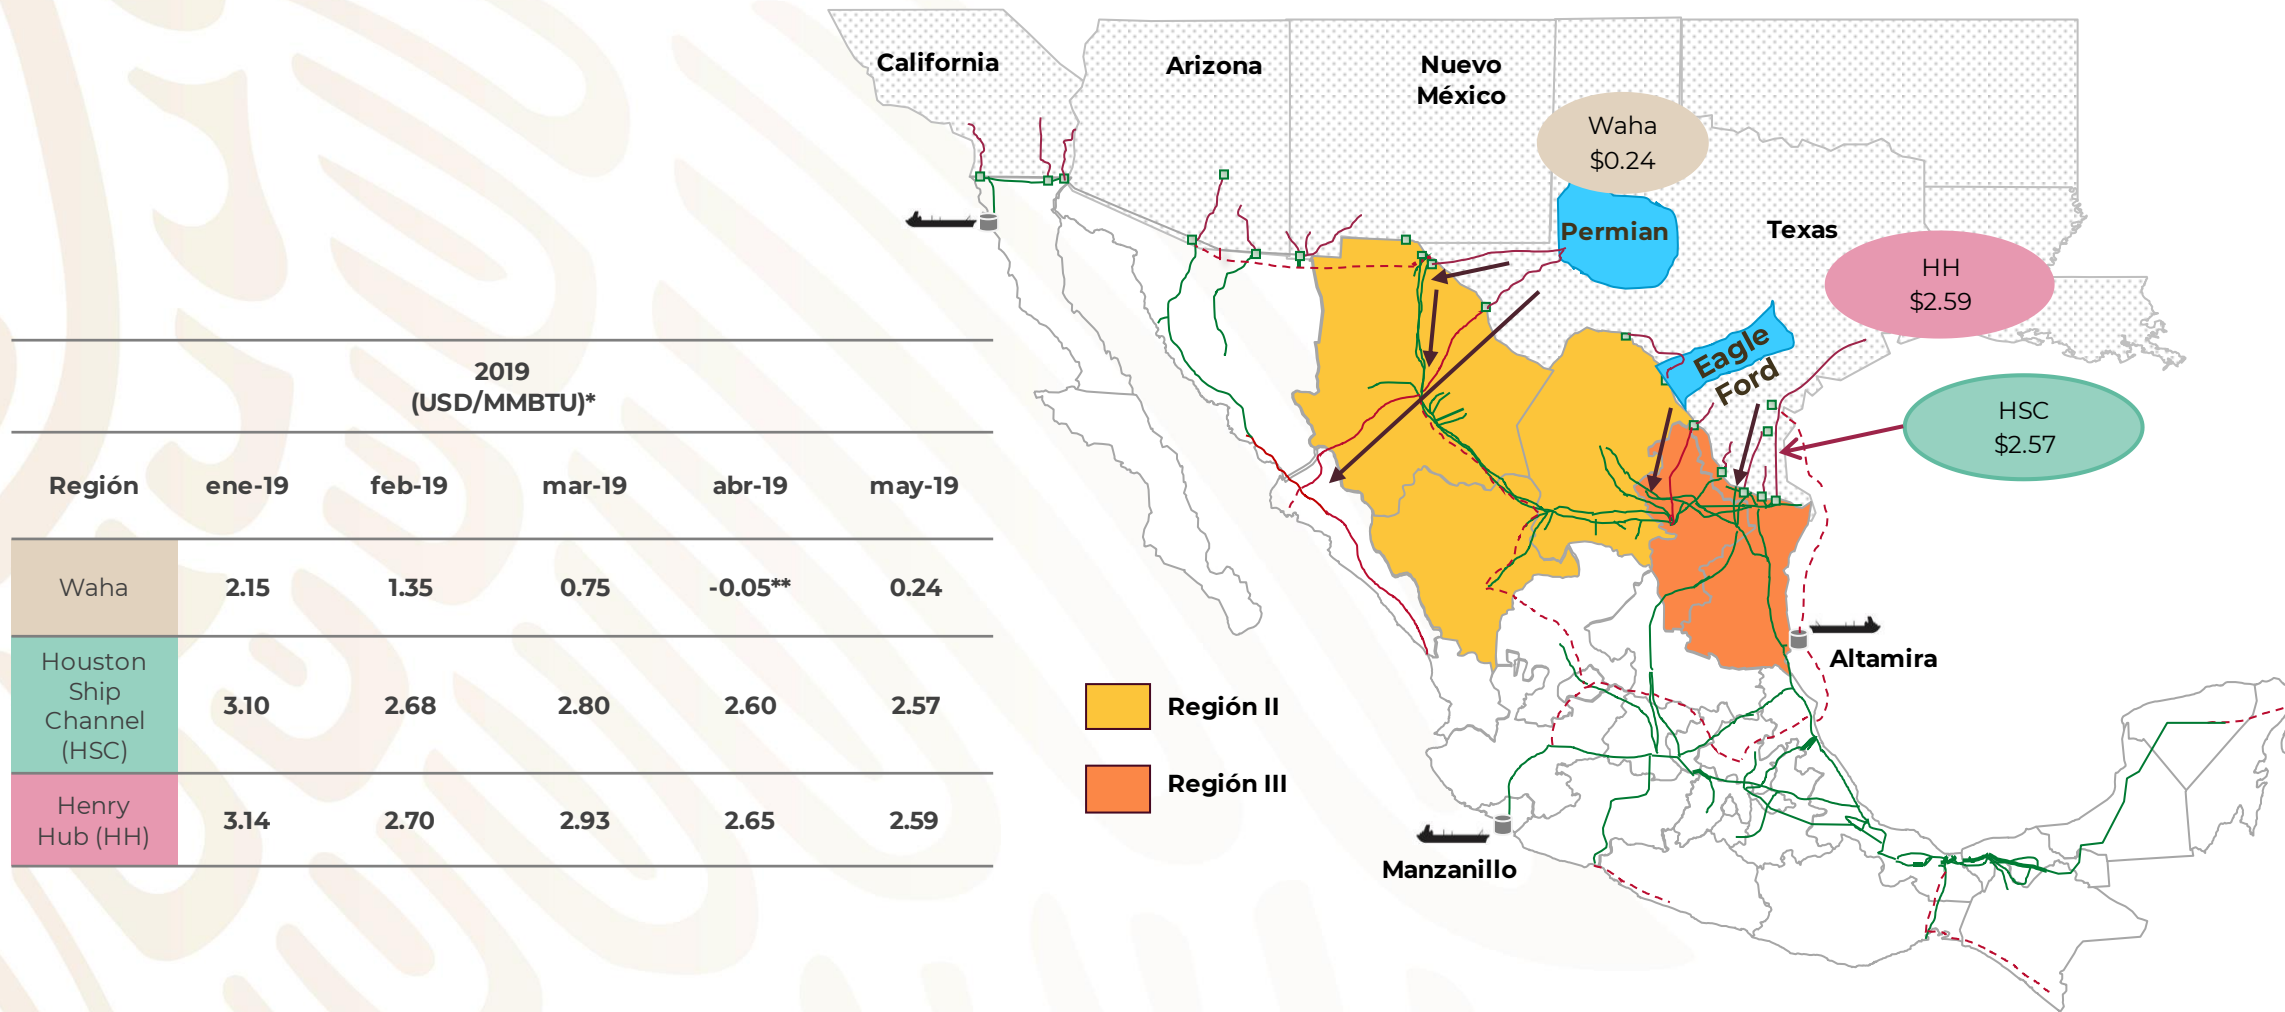 2019
(USD/MMBTU)*
Región ene-19 feb-19 mar-19 abr-19 may-19
Waha 2.15 1.35 0.75 -0.05** 0.24
Houston
Ship
Channel
(HSC)
3.10 2.68 2.80 2.60 2.57
Henry
Hub (HH)
3.14 2.70 2.93 2.65 2.59
California
Arizona
Nuevo
México
Waha
$0.24
Permian
Texas
HH
$2.59
Eagle
Ford
HSC
$2.57
Altamira
Región II
Región III
Manzanillo